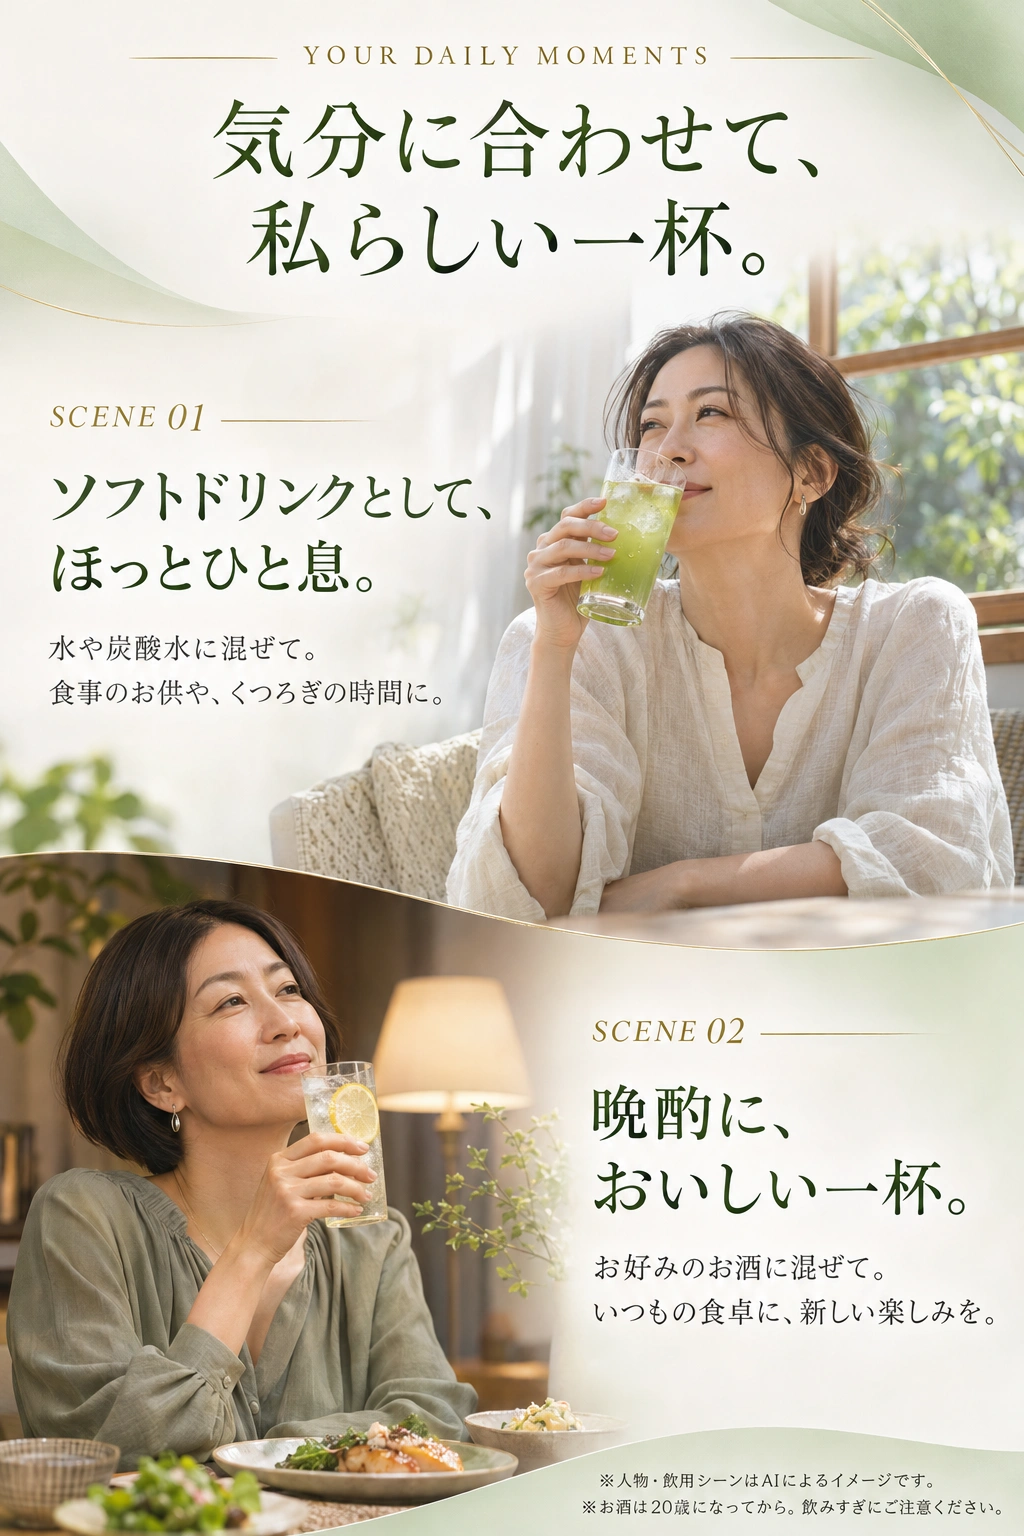 YOUR DAILY MOMENTS
気分に合わせて、
私らしい一杯。
SCENE 01
ソフトドリンクとして、
ほっとひと息。
水や炭酸水に混ぜて。
食事のお供や、くつろぎの時間に。
SCENE 02
晩酌に、
おいしい一杯。
お好みのお酒に混ぜて。
いつもの食卓に、新しい楽しみを。
※人物・飲用シーンはAIによるイメージです。
※お酒は20歳になってから。飲みすぎにご注意ください。